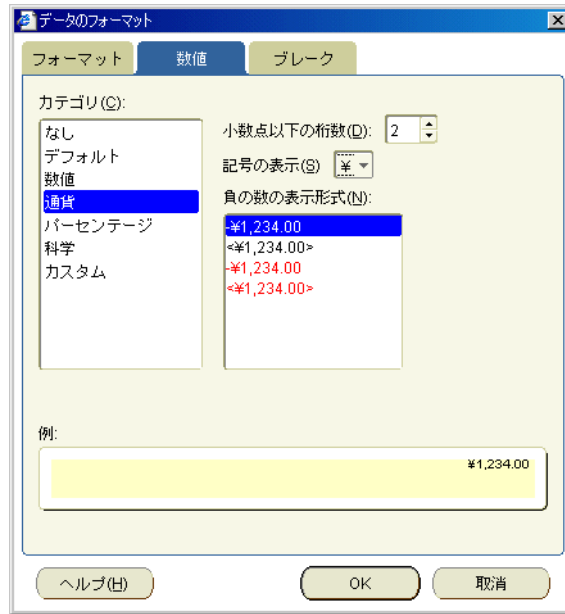 データのフォーマット
フォーマット 数値 ブレーク
カテゴリ(C):
なし
デフォルト
数値
通貨
パーセンテージ
科学
カスタム
小数点以下の桁数(D): 2
記号の表示(S) ¥
負の数の表示形式(N):
-¥1,234.00
<¥1,234.00>
-¥1,234.00
<¥1,234.00>
例:
¥1,234.00
ヘルプ(H) OK 取消